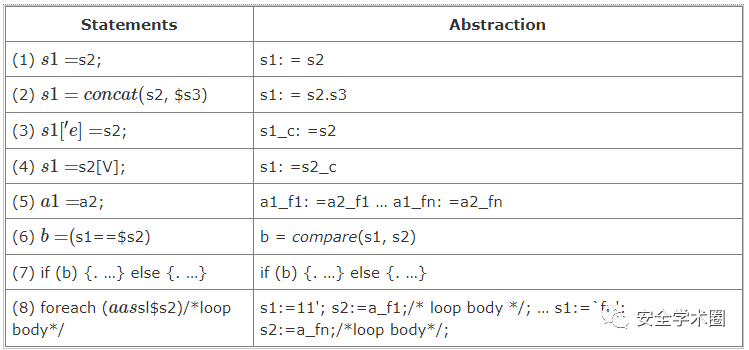 Statements Abstraction
(1) s1 =s2; s1: = s2
(2) s1 = concat(s2, $s3) s1: = s2.s3
(3) s1['e] =s2; s1_c: =s2
(4) s1 =s2[V]; s1: =s2_c
(5) a1 =a2; a1_f1: =a2_f1 … a1_fn: =a2_fn
(6) b =(s1==$s2) b = compare(s1, s2)
(7) if (b) {. …} else {. …} if (b) {. …} else {. …}
(8) foreach (aassl$s2)/*loop s1:=11'; s2:=a_f1;/* loop body */; … s1:=`
body*/ s2:=a_fn;/*loop body*/;
安全学术圈